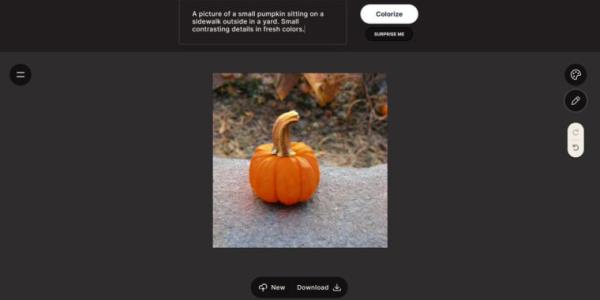 A picture of a small pumpkin sitting on a
sidewalk outside in a yard. Small
contrasting details in fresh colors.
Colorize
SURPRISE ME
New
Download